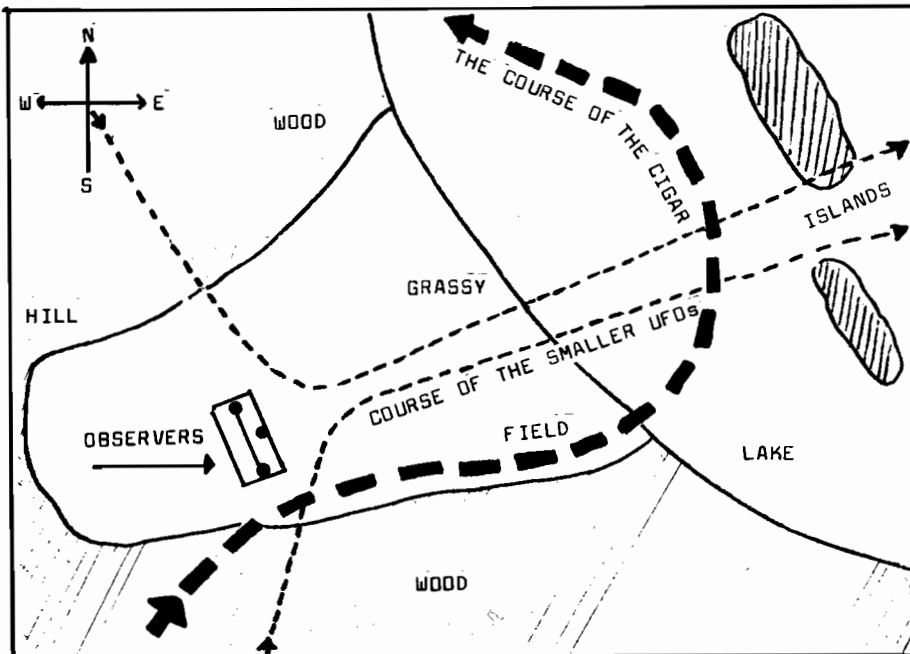 N
W E
S
THE COURSE OF THE CIGAR
WOOD
ISLANDS
GRASSY
HILL
COURSE OF THE SMALLER UFOs
OBSERVERS
FIELD
LAKE
WOOD